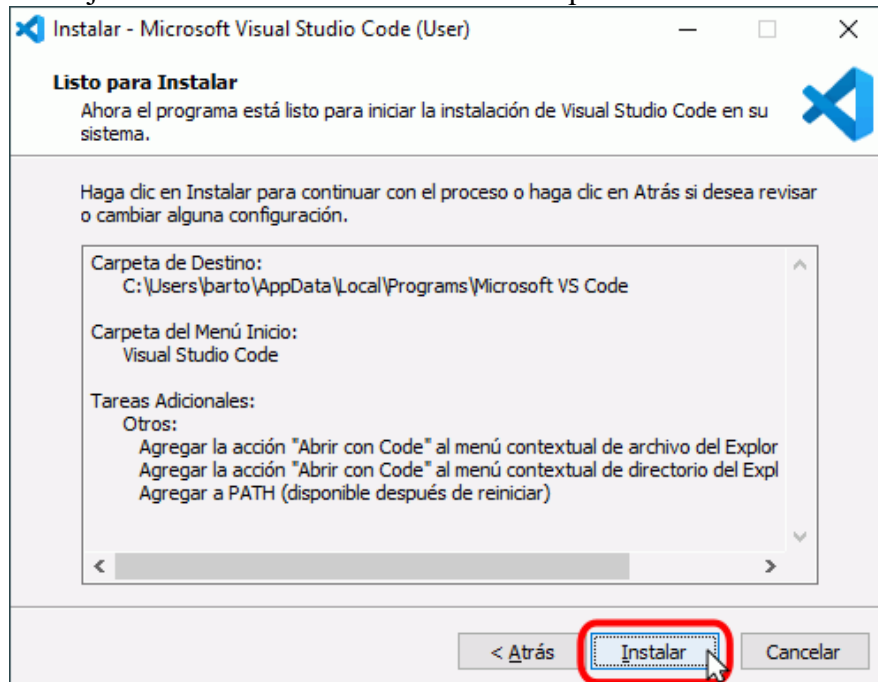 Instalar - Microsoft Visual Studio Code (User)
Listo para Instalar
Ahora el programa está listo para iniciar la instalación de Visual Studio Code en su
sistema.
Haga clic en Instalar para continuar con el proceso o haga clic en Atrás si desea revisar
o cambiar alguna configuración.
Carpeta de Destino:
C:\Users\barto\AppData\Local\Programs\Microsoft VS Code
Carpeta del Menú Inicio:
Visual Studio Code
Tareas Adicionales:
Otros:
Agregar la acción "Abrir con Code" al menú contextual de archivo del Explor
Agregar la acción "Abrir con Code" al menú contextual de directorio del Expl
Agregar a PATH (disponible después de reiniciar)
< Atrás Instalar Cancelar